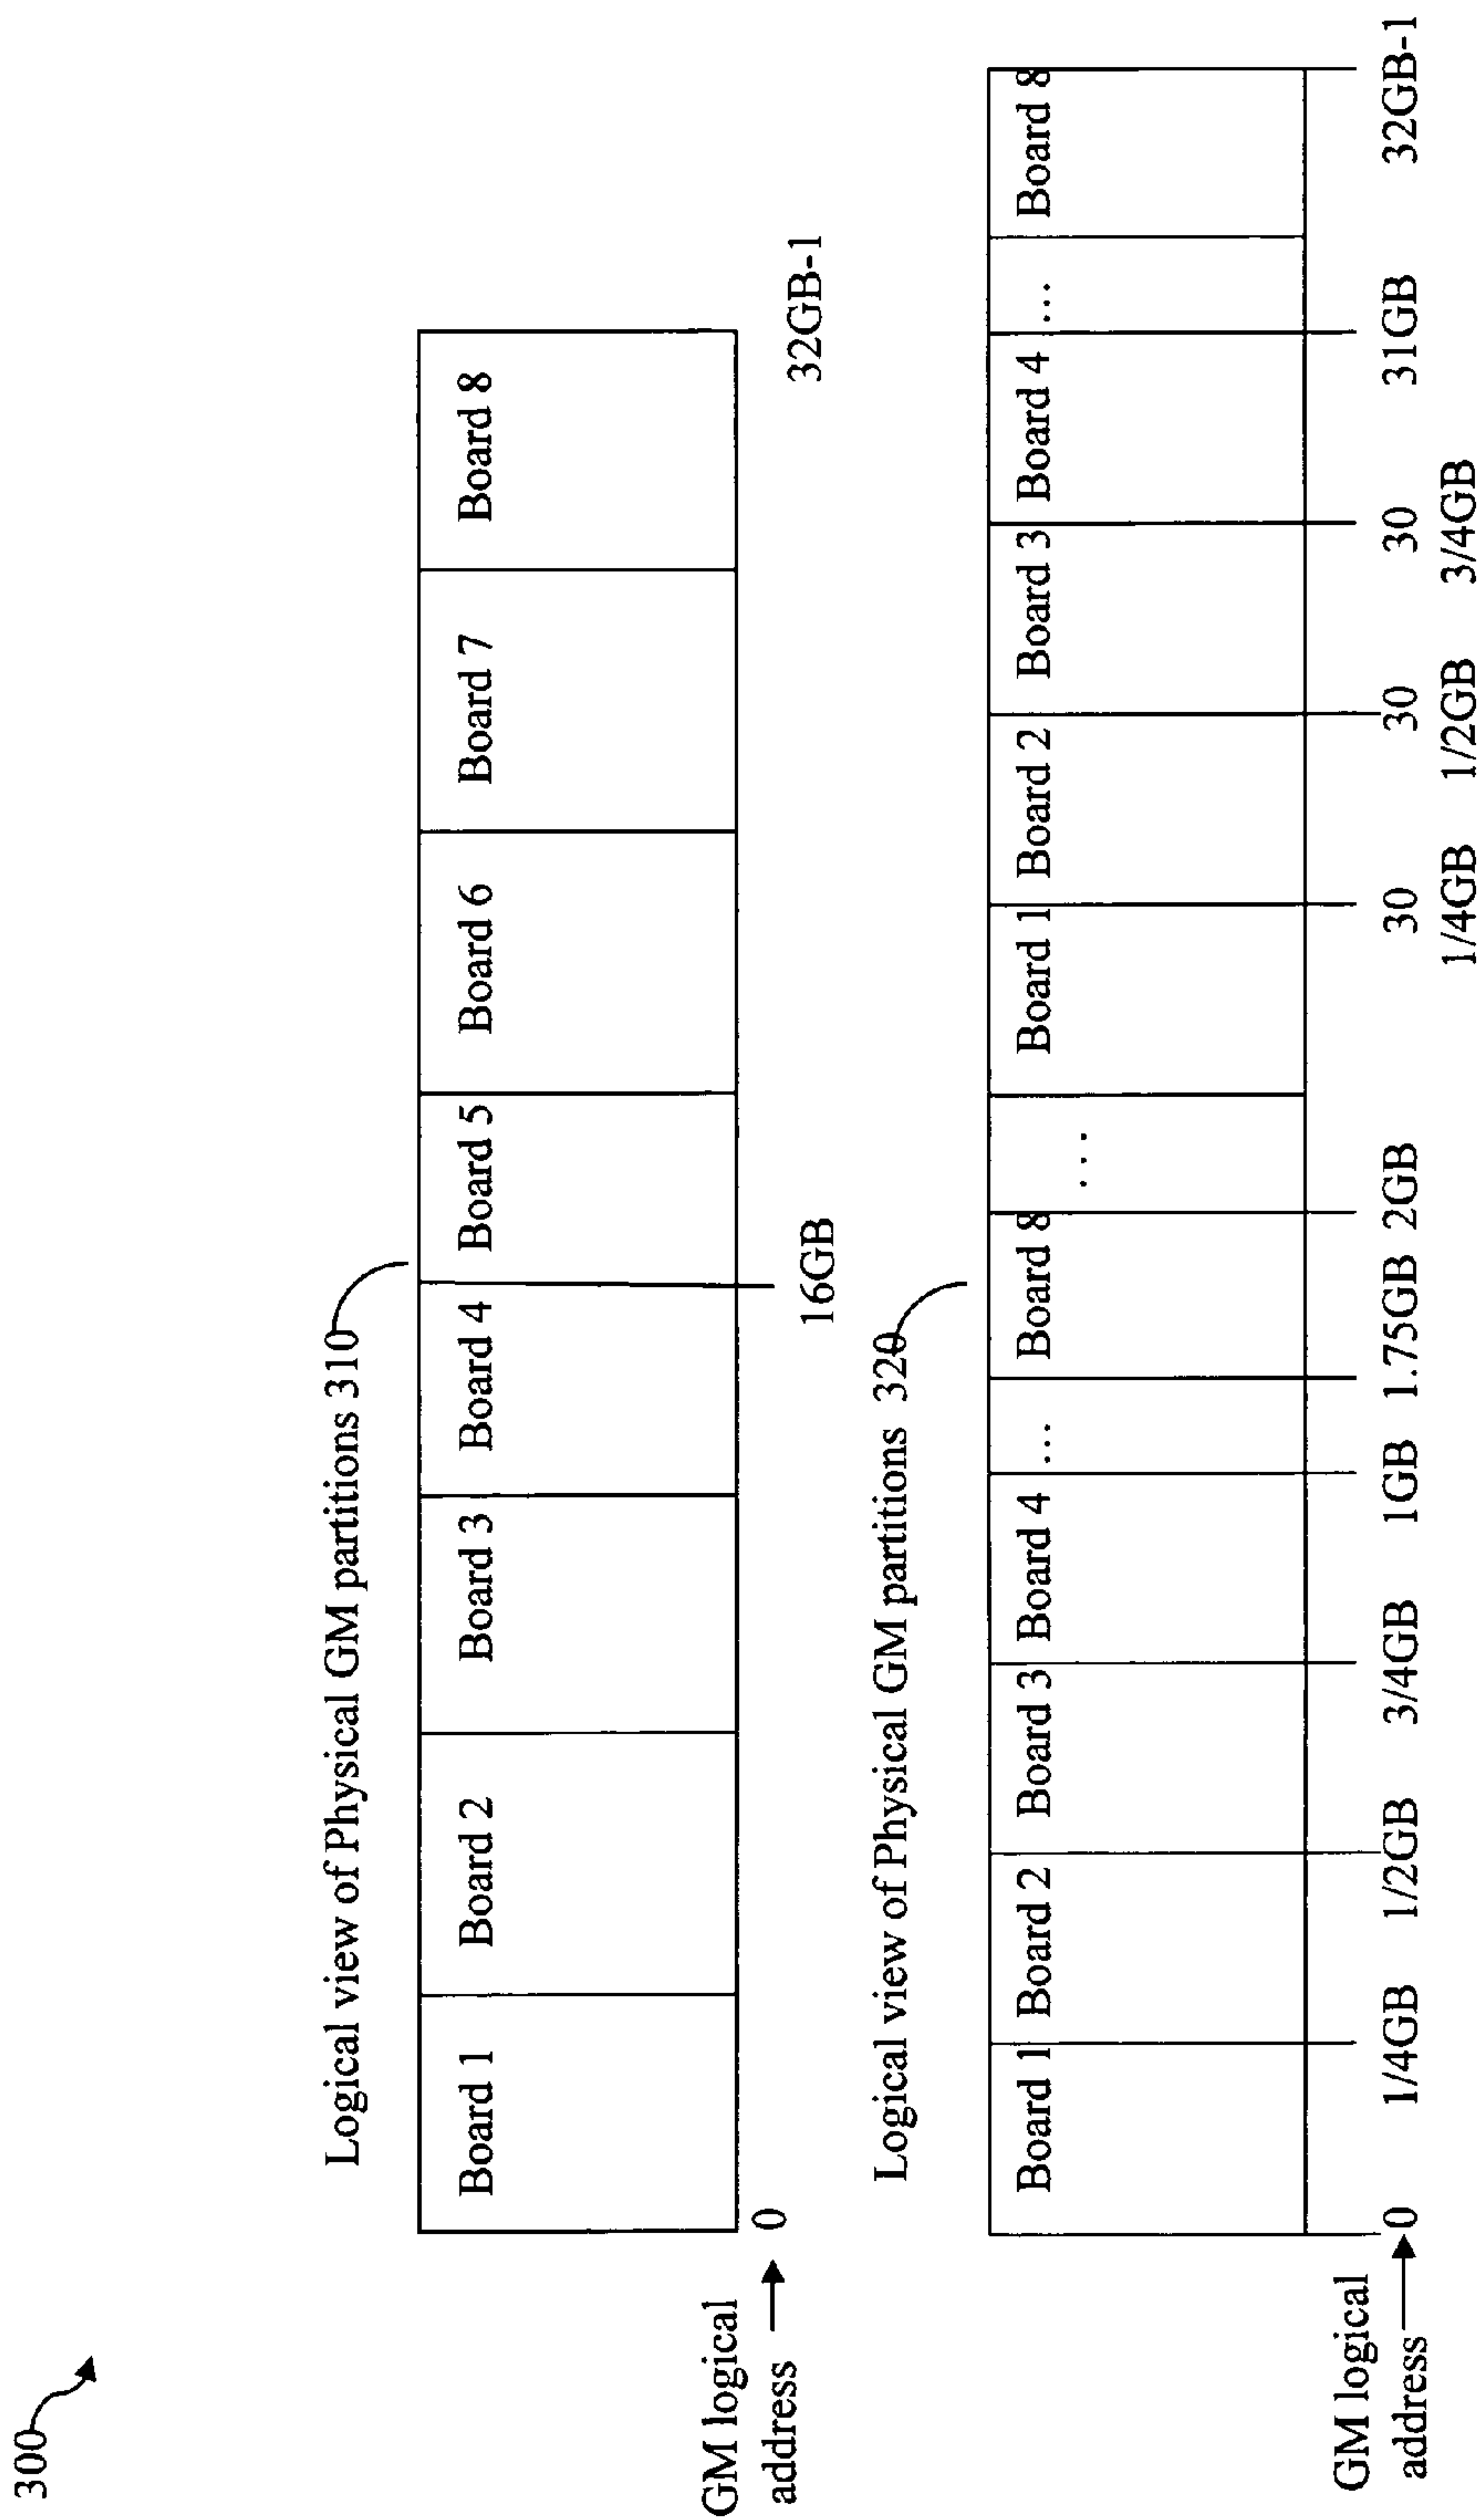 300
Logical view of Physical GM partitions 310
Board 1 Board 2 Board 3 Board 4 Board 5 Board 6 Board 7 Board 8
GM logical
address 0 16GB 32GB-1
Logical view of Physical GM partitions 320
Board 1 Board 2 Board 3 Board 4 ... Board 8 ... Board 1 Board 2 Board 3 Board 4 ... Board 8
GM logical
address 0 1/4GB 1/2GB 3/4GB 1GB 1.75GB 2GB 30 30 30 31GB 32GB-1
1/4GB 1/2GB 3/4GB